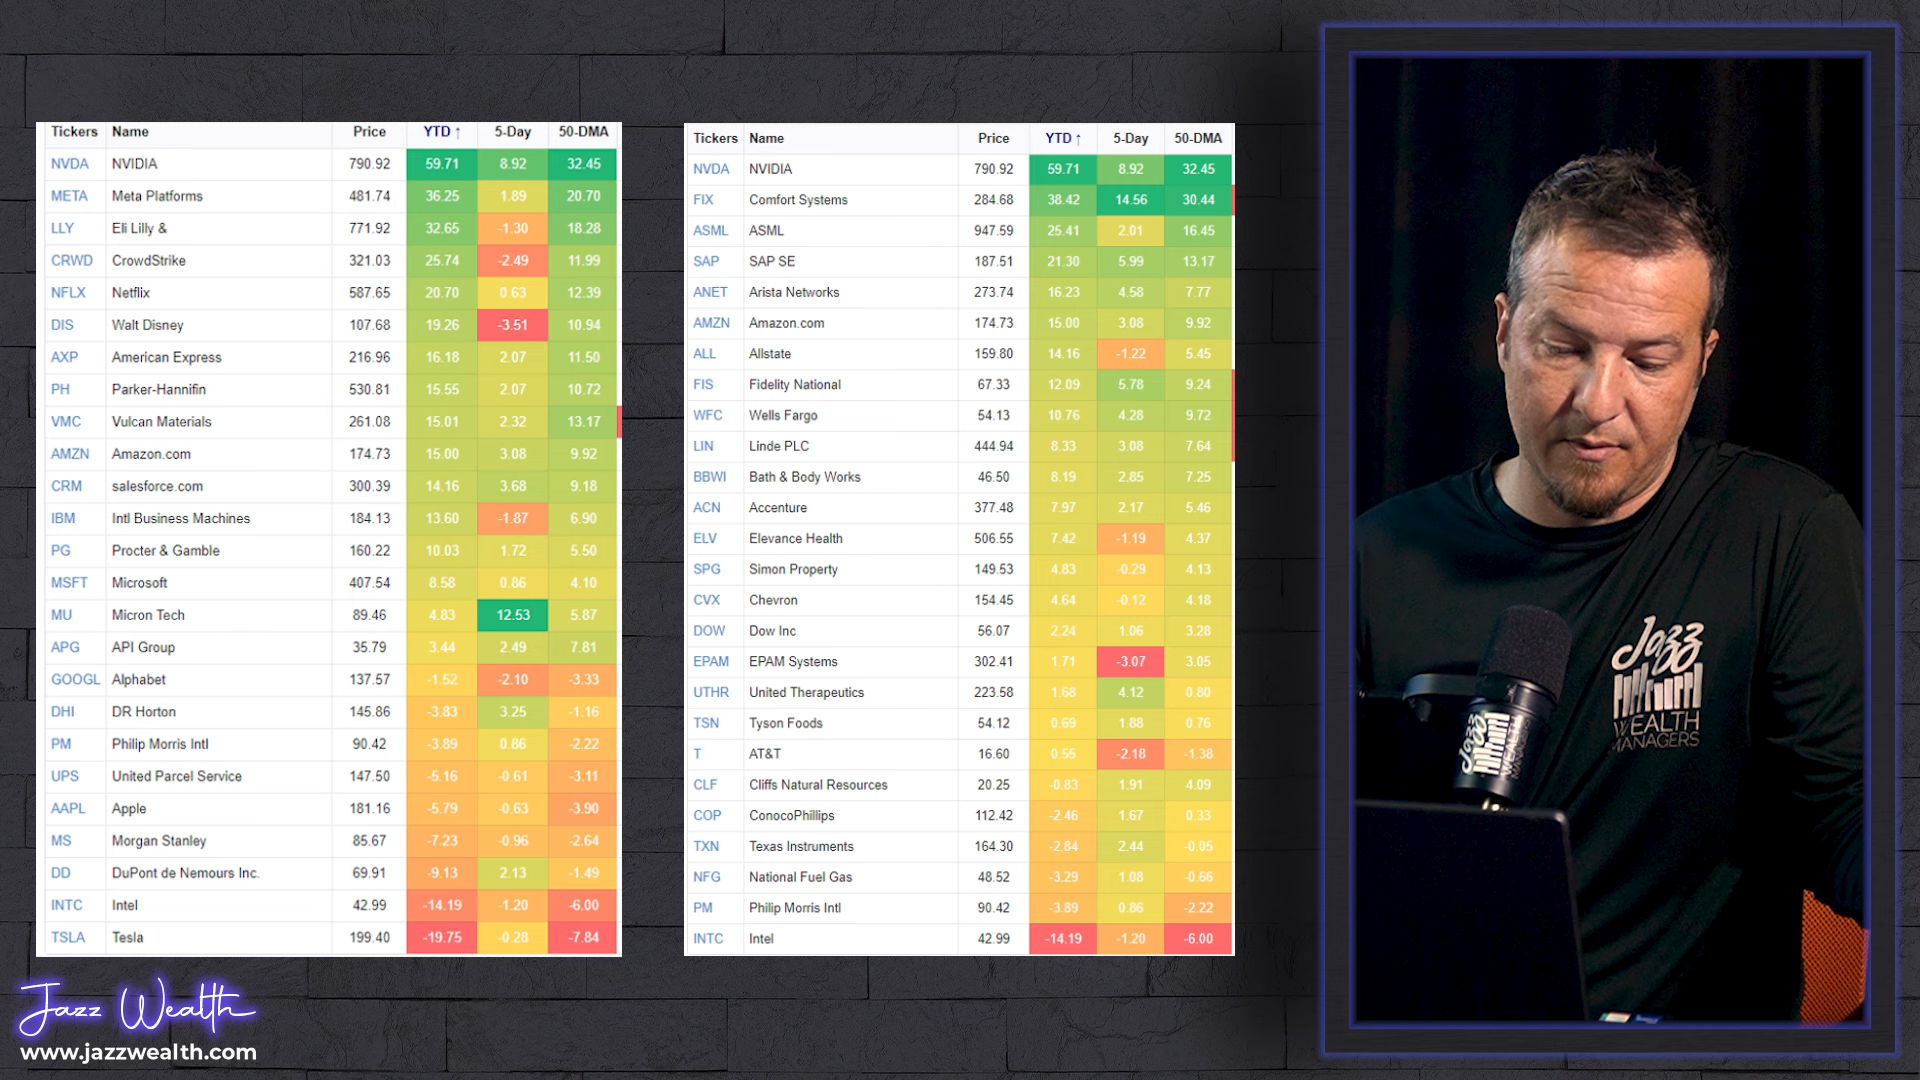 Tickers Name Price YTD ↑ 5-Day 50-DMA
NVDA NVIDIA 790.92 59.71 8.92 32.45
META Meta Platforms 481.74 36.25 1.89 20.70
LLY Eli Lilly & 771.92 32.65 -1.30 18.28
CRWD CrowdStrike 321.03 25.74 -2.49 11.99
NFLX Netflix 587.65 20.70 0.63 12.39
DIS Walt Disney 107.68 19.26 -3.51 10.94
AXP American Express 216.96 16.18 2.07 11.50
PH Parker-Hannifin 530.81 15.55 2.07 10.72
VMC Vulcan Materials 261.08 15.01 2.32 13.17
AMZN Amazon.com 174.73 15.00 3.08 9.92
CRM salesforce.com 300.39 14.16 3.68 9.18
IBM Intl Business Machines 184.13 13.60 -1.87 6.90
PG Procter & Gamble 160.22 10.03 1.72 5.50
MSFT Microsoft 407.54 8.58 0.86 4.10
MU Micron Tech 89.46 4.83 12.53 5.87
APG API Group 35.79 3.44 2.49 7.81
GOOGL Alphabet 137.57 -1.52 -2.10 -3.33
DHI DR Horton 145.86 -3.83 3.25 -1.16
PM Philip Morris Intl 90.42 -3.89 0.86 -2.22
UPS United Parcel Service 147.50 -5.16 -0.61 -3.11
AAPL Apple 181.16 -5.79 -0.63 -3.90
MS Morgan Stanley 85.67 -7.23 -0.96 -2.64
DD DuPont de Nemours Inc. 69.91 -9.13 2.13 -1.49
INTC Intel 42.99 -14.19 -1.20 -6.00
TSLA Tesla 199.40 -19.75 -0.28 -7.84
Tickers Name Price YTD ↑ 5-Day 50-DMA
NVDA NVIDIA 790.92 59.71 8.92 32.45
FIX Comfort Systems 284.68 38.42 14.56 30.44
ASML ASML 947.59 25.41 2.01 16.45
SAP SAP SE 187.51 21.30 5.99 13.17
ANET Arista Networks 273.74 16.23 4.58 7.77
AMZN Amazon.com 174.73 15.00 3.08 9.92
ALL Allstate 159.80 14.16 -1.22 5.45
FIS Fidelity National 67.33 12.09 5.78 9.24
WFC Wells Fargo 54.13 10.76 4.28 9.72
LIN Linde PLC 444.94 8.33 3.08 7.64
BBWI Bath & Body Works 46.50 8.19 2.85 7.25
ACN Accenture 377.48 7.97 2.17 5.46
ELV Elevance Health 506.55 7.42 -1.19 4.37
SPG Simon Property 149.53 4.83 -0.29 4.13
CVX Chevron 154.45 4.64 -0.12 4.18
DOW Dow Inc 56.07 2.24 1.06 3.28
EPAM EPAM Systems 302.41 1.71 -3.07 3.05
UTHR United Therapeutics 223.58 1.68 4.12 0.80
TSN Tyson Foods 54.12 0.69 1.88 0.76
T AT&T 16.60 0.55 -2.18 -1.38
CLF Cliffs Natural Resources 20.25 -0.83 1.91 4.09
COP ConocoPhillips 112.42 -2.46 1.67 0.33
TXN Texas Instruments 164.30 -2.84 2.44 -0.05
NFG National Fuel Gas 48.52 -3.29 1.08 -0.66
PM Philip Morris Intl 90.42 -3.89 0.86 -2.22
INTC Intel 42.99 -14.19 -1.20 -6.00
Jazz
WEALTH
MANAGERS
Jazz
WEALTH
MANAGERS
Jazz Wealth
www.jazzwealth.com